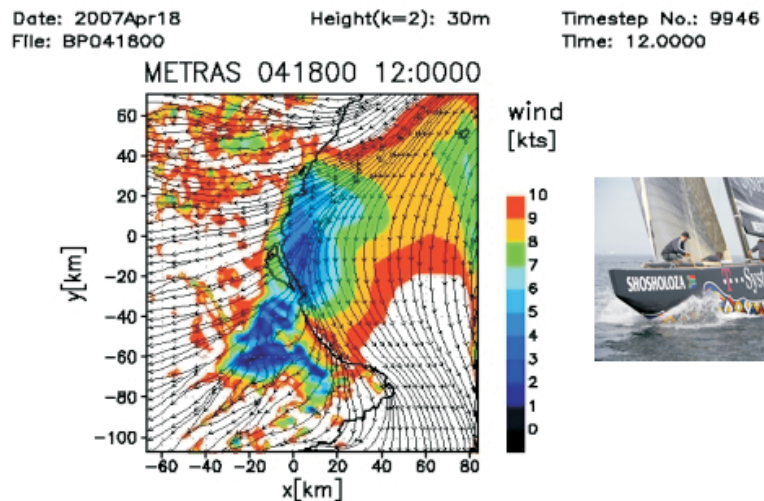 Date: 2007Apr18 Height(k=2): 30m Timestep No.: 9946
File: BP041800 Time: 12.0000
METRAS 041800 12:0000
wind
[kts]
60
40
20
0
-20
-40
-60
-80
-100
y[km]
-60 -40 -20 0 20 40 60 80
x[km]
10
9
8
7
6
5
4
3
2
1
0
SHOSHOLOZA
T
Syst